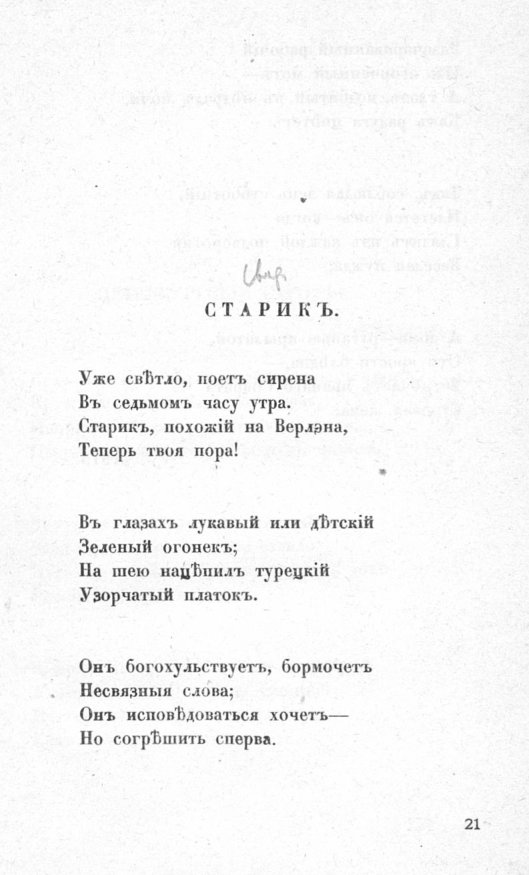 СТАРИКЪ.
Уже свѣтло, поетъ сирена
Въ седьмомъ часу утра.
Старикъ, похожій на Верлэна,
Теперь твоя пора!
Въ глазахъ лукавый или дѣтскій
Зеленый огонекъ;
На шею нацѣпилъ турецкій
Узорчатый платокъ.
Онъ богохульствуетъ, бормочетъ
Несвязныя слова;
Онъ исповѣдоваться хочетъ—
Но согрѣшить сперва.
21